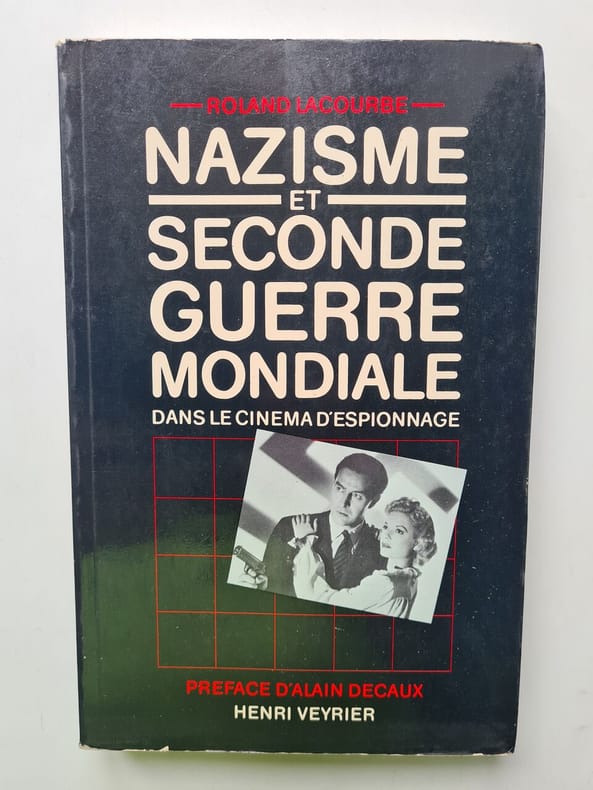 ROLAND LACOURBE
NAZISME
ET
SECONDE
GUERRE
MONDIALE
DANS LE CINEMA D'ESPIONNAGE
PREFACE D'ALAIN DECAUX
HENRI VEYRIER